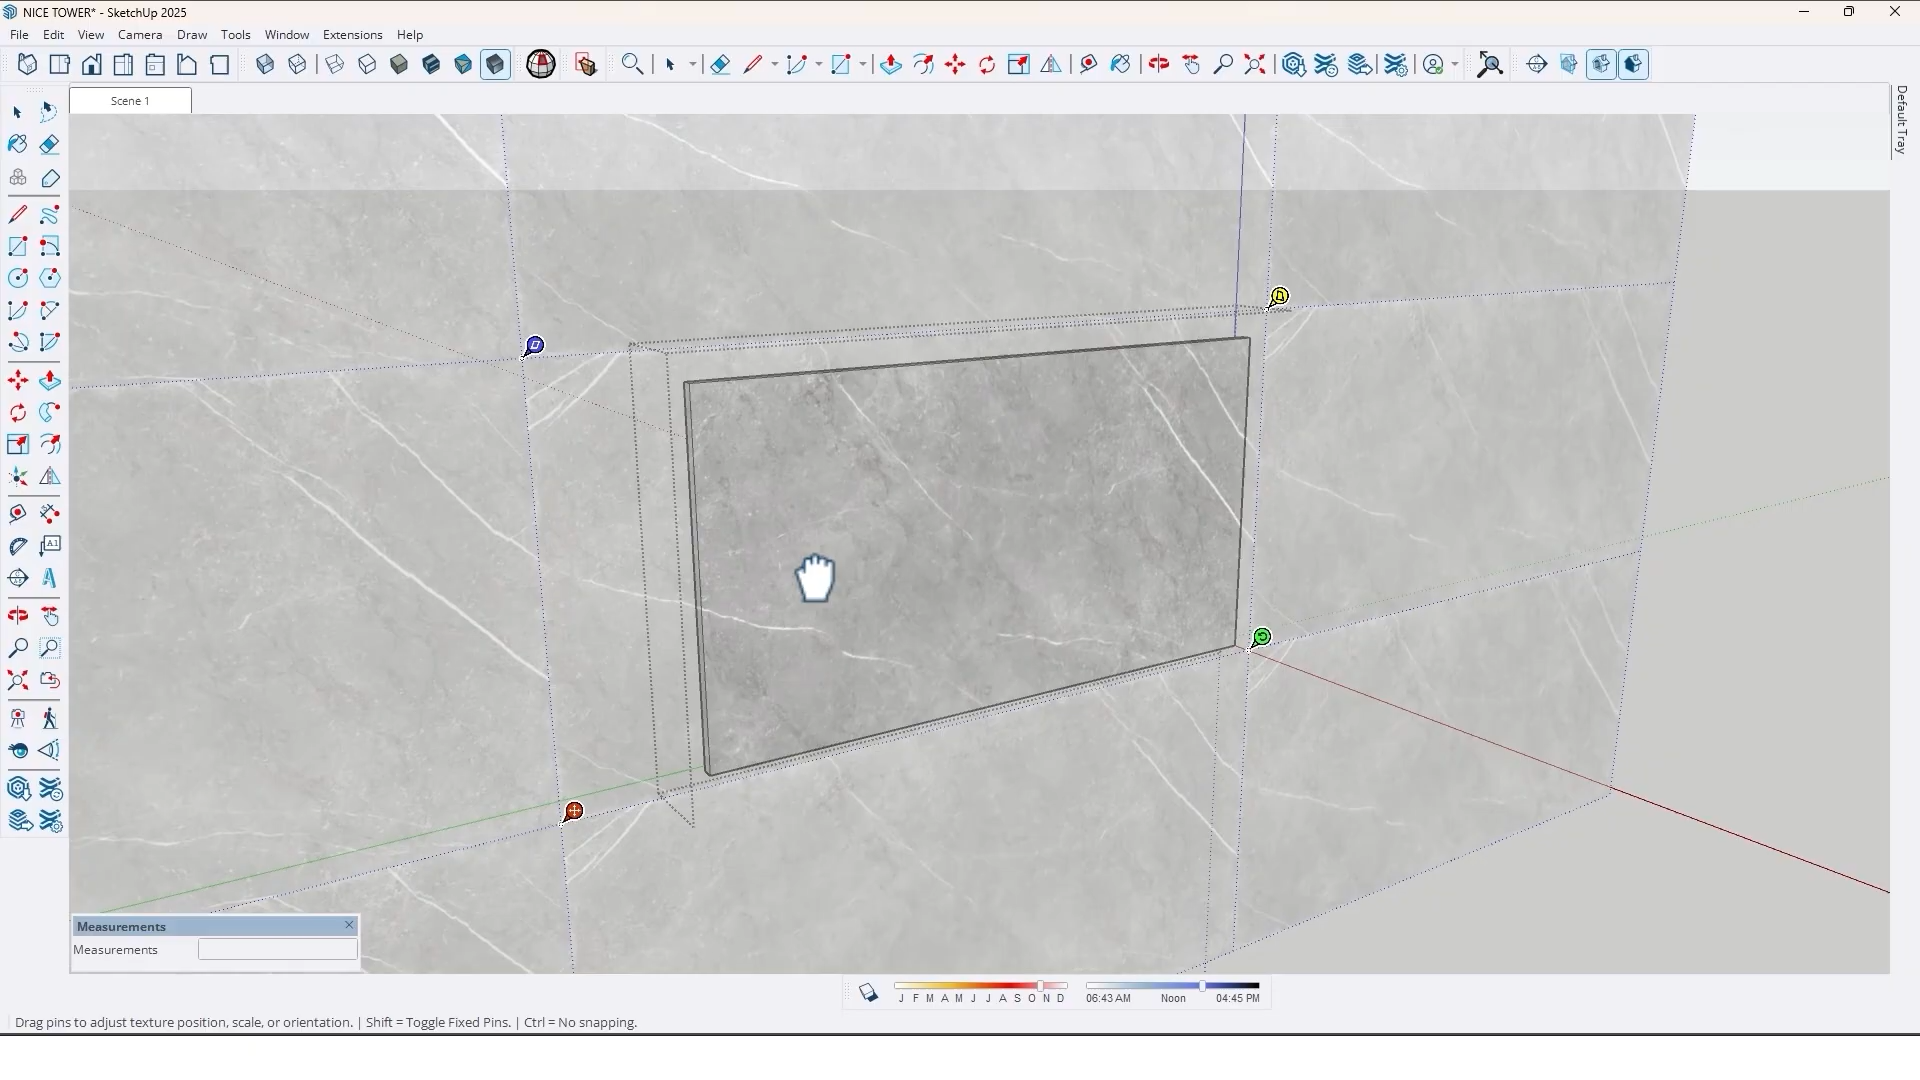 NICE TOWER* - SketchUp 2025
File Edit View Camera Draw Tools Window Extensions Help
Scene 1
Default Tray
A1
A
Measurements
Measurements
J F M A M J J A S O N D
06:43 AM Noon 04:45 PM
Drag pins to adjust texture position, scale, or orientation. | Shift = Toggle Fixed Pins. | Ctrl = No snapping.